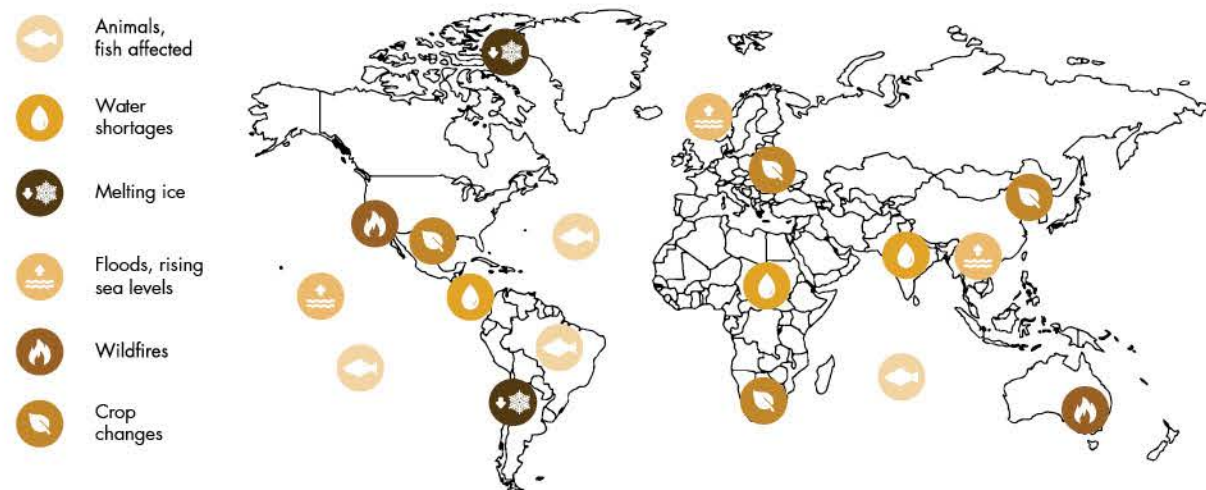 Animals,
fish affected
Water
shortages
Melting ice
Floods, rising
sea levels
Wildfires
Crop
changes